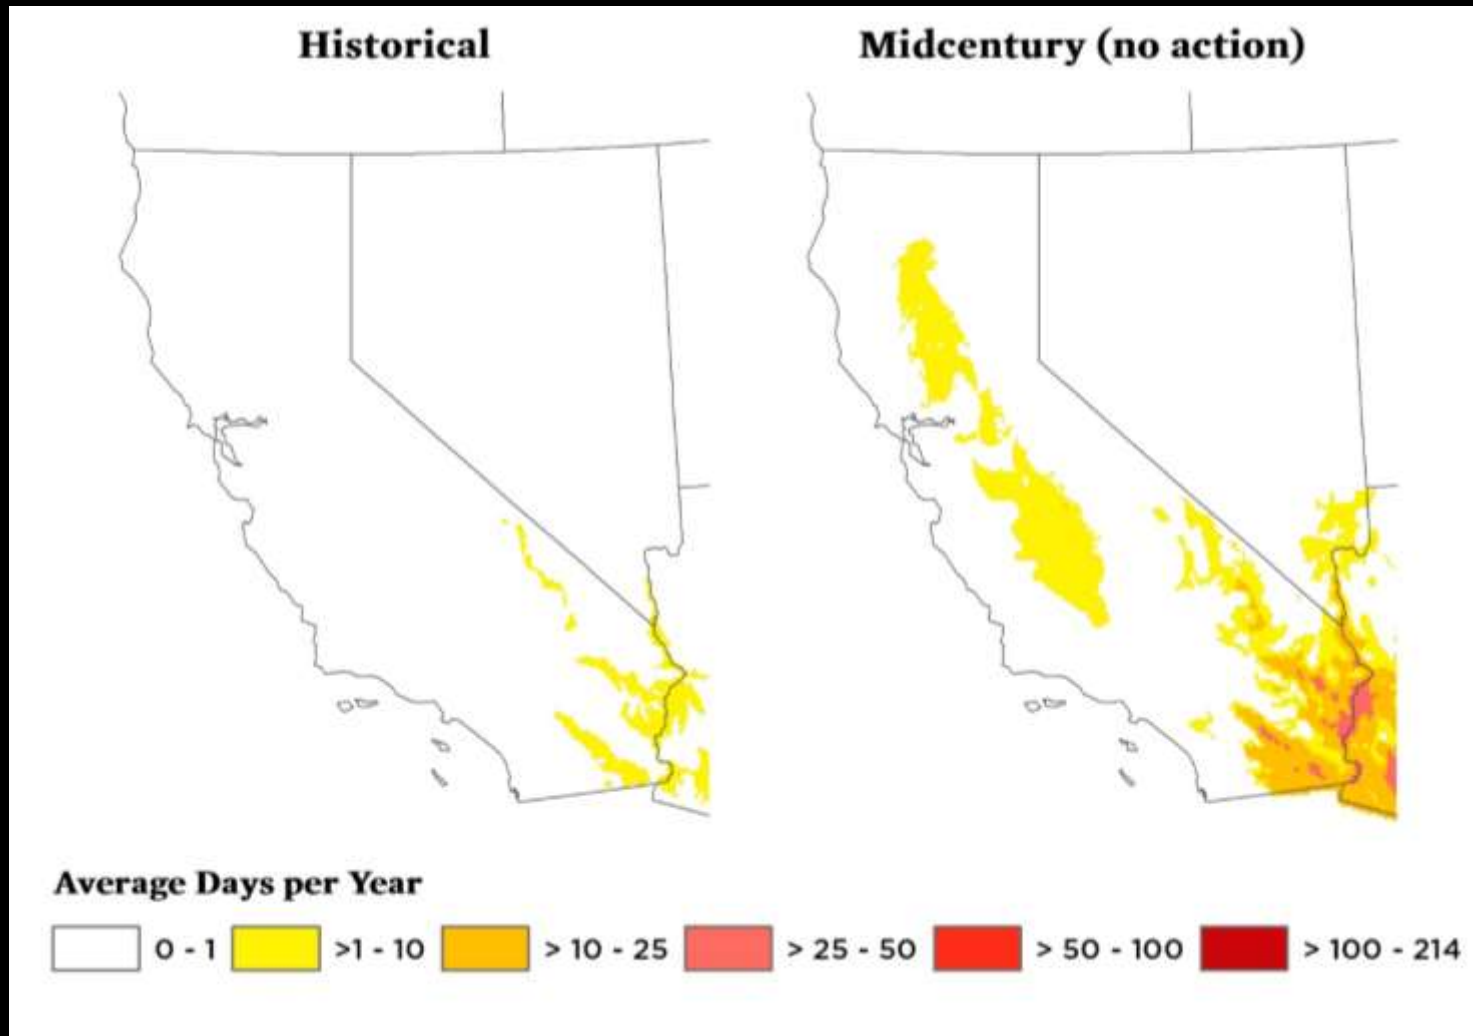 Historical
Midcentury (no action)
Average Days per Year
0 - 1
>1 - 10
> 10 - 25
> 25 - 50
> 50 - 100
> 100 - 214